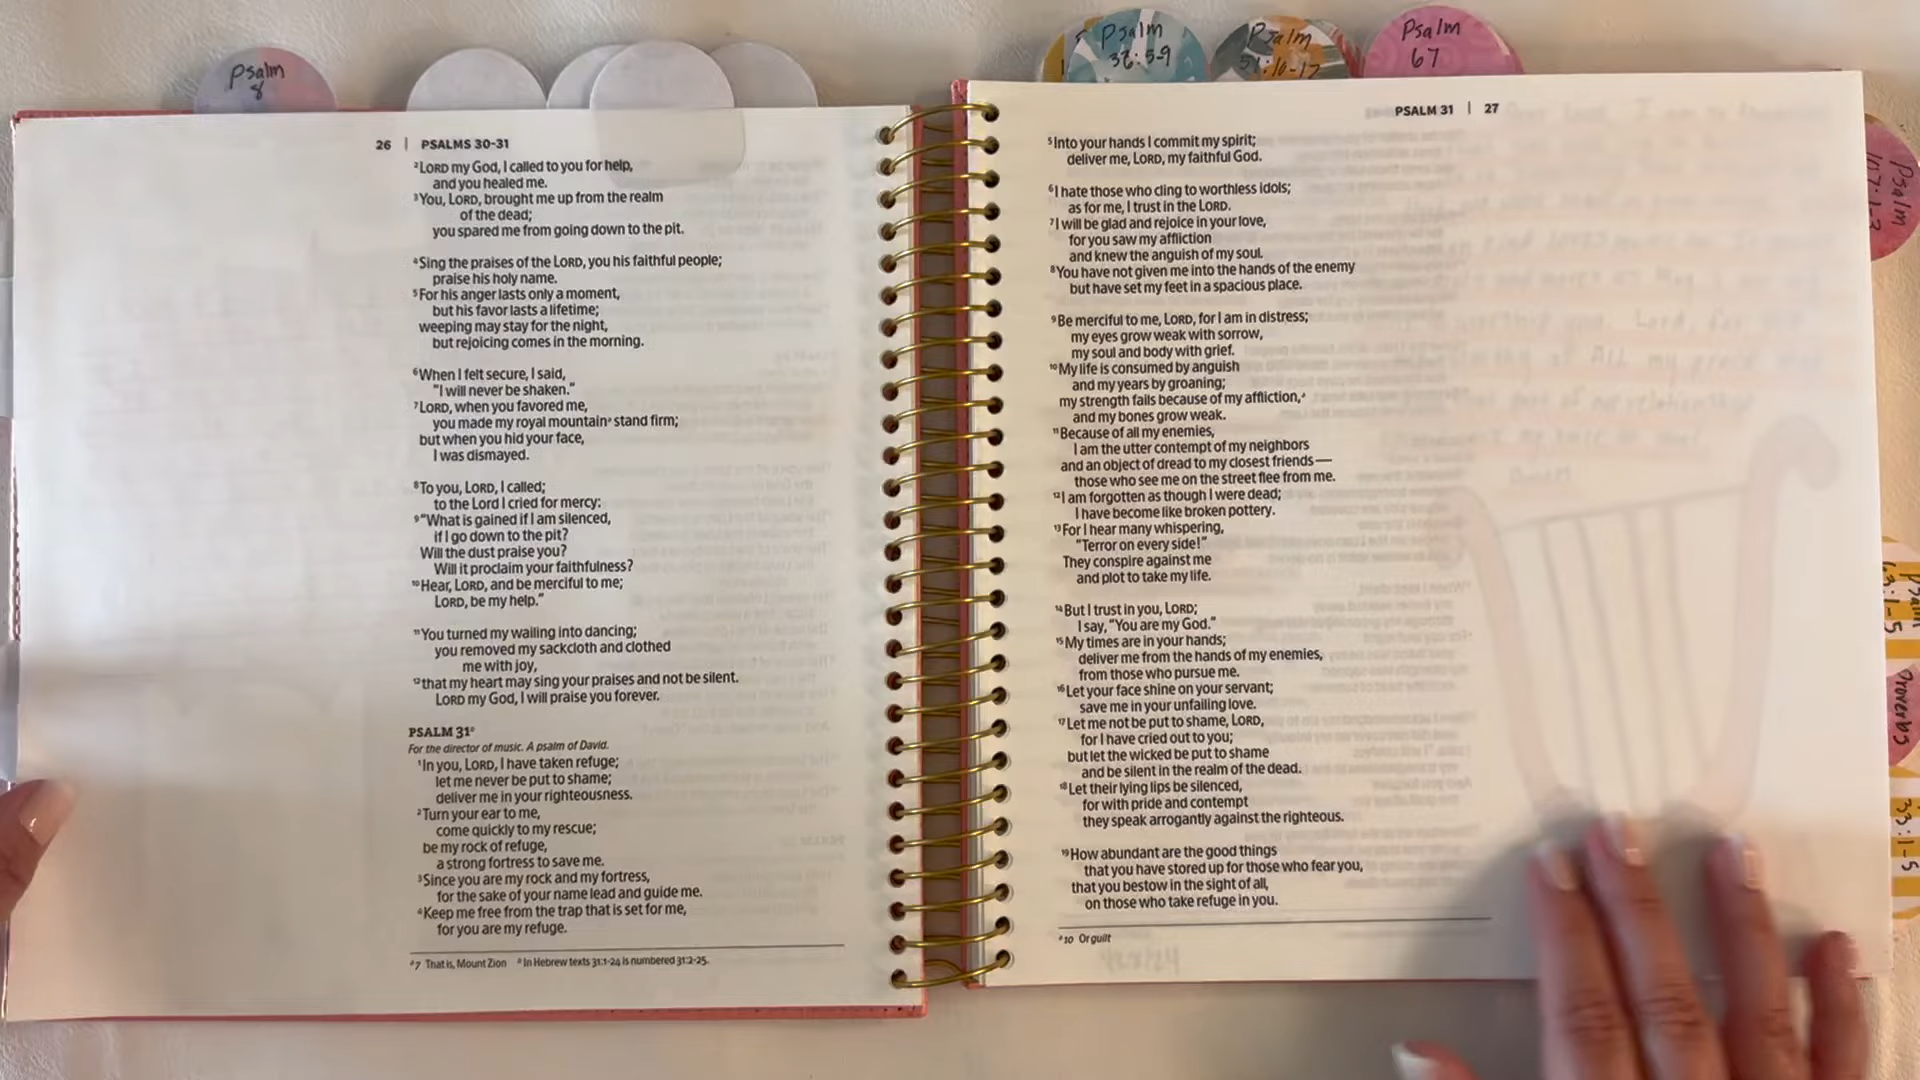 Psalm
8
26 | PSALMS 30-31
²LORD my God, I called to you for help,
and you healed me.
³You, LORD, brought me up from the realm
of the dead;
you spared me from going down to the pit.
⁴Sing the praises of the LORD, you his faithful people;
praise his holy name.
⁵For his anger lasts only a moment,
but his favor lasts a lifetime;
weeping may stay for the night,
but rejoicing comes in the morning.
⁶When I felt secure, I said,
"I will never be shaken."
⁷LORD, when you favored me,
you made my royal mountainᵃ stand firm;
but when you hid your face,
I was dismayed.
⁸To you, LORD, I called;
to the Lord I cried for mercy:
⁹"What is gained if I am silenced,
if I go down to the pit?
Will the dust praise you?
Will it proclaim your faithfulness?
¹⁰Hear, LORD, and be merciful to me;
LORD, be my help."
¹¹You turned my wailing into dancing;
you removed my sackcloth and clothed
me with joy,
¹²that my heart may sing your praises and not be silent.
LORD my God, I will praise you forever.
PSALM 31
For the director of music. A psalm of David.
¹In you, LORD, I have taken refuge;
let me never be put to shame;
deliver me in your righteousness.
²Turn your ear to me,
come quickly to my rescue;
be my rock of refuge,
a strong fortress to save me.
³Since you are my rock and my fortress,
for the sake of your name lead and guide me.
⁴Keep me free from the trap that is set for me,
for you are my refuge.
7 That is, Mount Zion In Hebrew texts 31:1-24 is numbered 31:2-25.
Psalm
Psalm
51:10-17
Psalm
67
PSALM 31 | 27
⁵Into your hands I commit my spirit;
deliver me, LORD, my faithful God.
⁶I hate those who cling to worthless idols;
as for me, I trust in the LORD.
⁷I will be glad and rejoice in your love,
for you saw my affliction
and knew the anguish of my soul.
⁸You have not given me into the hands of the enemy
but have set my feet in a spacious place.
⁹Be merciful to me, LORD, for I am in distress;
my eyes grow weak with sorrow,
my soul and body with grief.
¹⁰My life is consumed by anguish
and my years by groaning;
my strength fails because of my affliction,ᵃ
and my bones grow weak.
¹¹Because of all my enemies,
I am the utter contempt of my neighbors
and an object of dread to my closest friends—
those who see me on the street flee from me.
¹²I am forgotten as though I were dead;
I have become like broken pottery.
¹³For I hear many whispering,
"Terror on every side!"
They conspire against me
and plot to take my life.
¹⁴But I trust in you, LORD;
I say, "You are my God."
¹⁵My times are in your hands;
deliver me from the hands of my enemies,
from those who pursue me.
¹⁶Let your face shine on your servant;
save me in your unfailing love.
¹⁷Let me not be put to shame, LORD,
for I have cried out to you;
but let the wicked be put to shame
and be silent in the realm of the dead.
¹⁸Let their lying lips be silenced,
for with pride and contempt
they speak arrogantly against the righteous.
¹⁹How abundant are the good things
that you have stored up for those who fear you,
that you bestow in the sight of all,
on those who take refuge in you.
ᵃ10 Or guilt
Psalm
107:1-3
Psalm
63:1-5
Proverbs
33:1-5